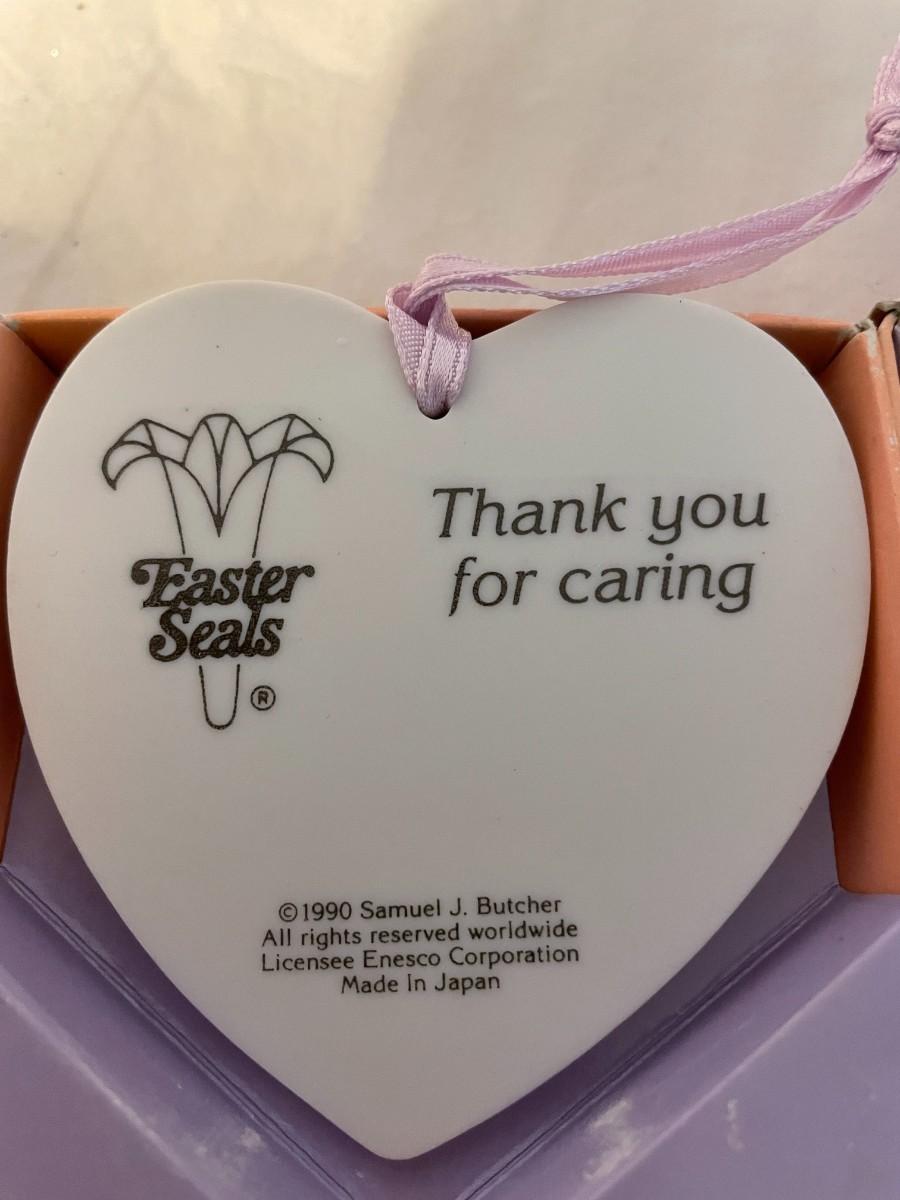 Easter
Seals
®
Thank you
for caring
©1990 Samuel J. Butcher
All rights reserved worldwide
Licensee Enesco Corporation
Made In Japan